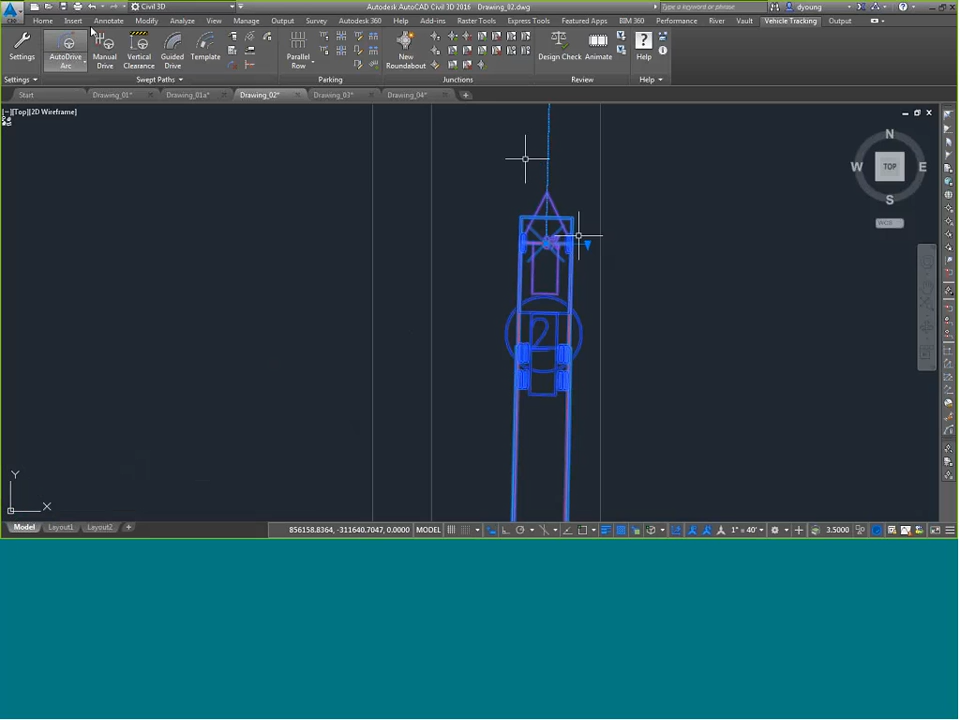 Civil 3D
Autodesk AutoCAD Civil 3D 2016 Drawing_02.dwg
Type a keyword or phrase
dyoung
Home Insert Annotate Modify Analyze View Manage Output Survey Autodesk 360 Help Add-ins Raster Tools Express Tools Featured Apps BIM 360 Performance River Vault Vehicle Tracking Output
Settings
AutoDrive Arc
Manual Drive
Vertical Clearance
Guided Drive
Template
Parallel Row
New Roundabout
Design Check
Animate
Help
Settings Swept Paths Parking Junctions Review Help
Start Drawing_01* Drawing_01a* Drawing_02* Drawing_03* Drawing_04*
[−][Top][2D Wireframe]
N
W TOP E
S
WCS
2
Y
X
Model Layout1 Layout2
856158.8364, -311640.7047, 0.0000 MODEL 1" = 40' 3.5000